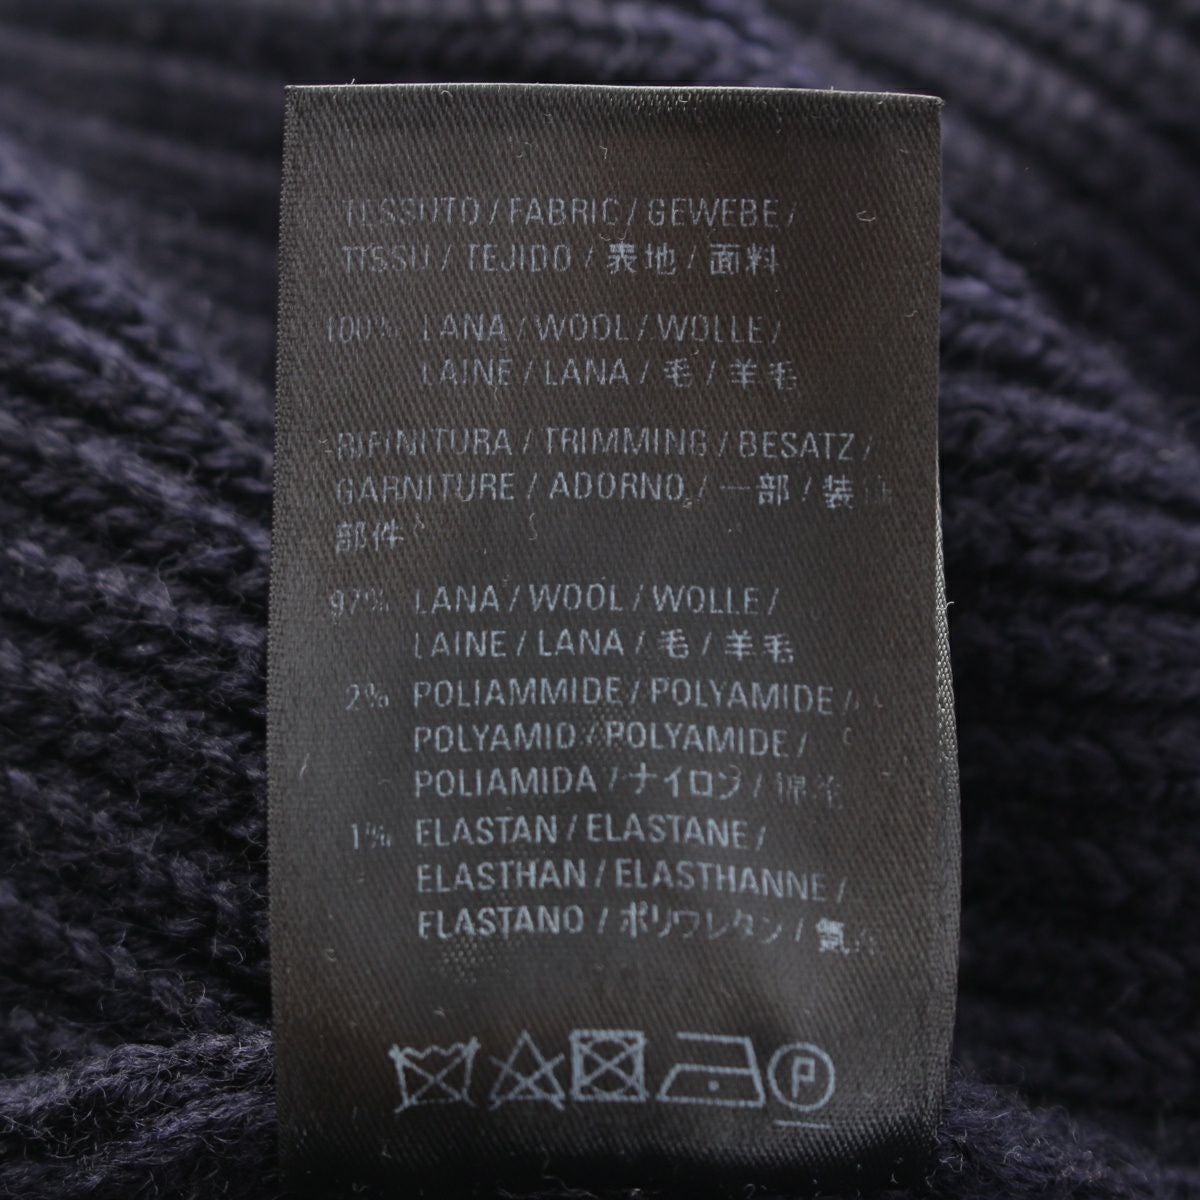 TESSUTO / FABRIC / GEWEBE /
TISSU / TEJIDO / 表地 / 面料
100% LANA / WOOL / WOLLE /
LAINE / LANA / 毛 / 羊毛
RIFINITURA / TRIMMING / BESATZ /
GARNITURE / ADORNO / 一部 / 装
部件
97% LANA / WOOL / WOLLE /
LAINE / LANA / 毛 / 羊毛
2% POLIAMMIDE / POLYAMIDE /
POLYAMID / POLYAMIDE /
POLIAMIDA / ナイロン /
1% ELASTAN / ELASTANE /
ELASTHAN / ELASTHANNE /
ELASTANO / ポリウレタン /
P